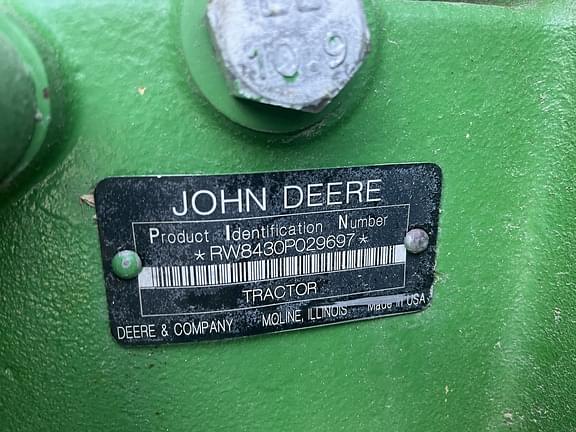 10.9
JOHN DEERE
Product Identification Number
*RW8430P029697*
TRACTOR
DEERE & COMPANY MOLINE, ILLINOIS Made in USA